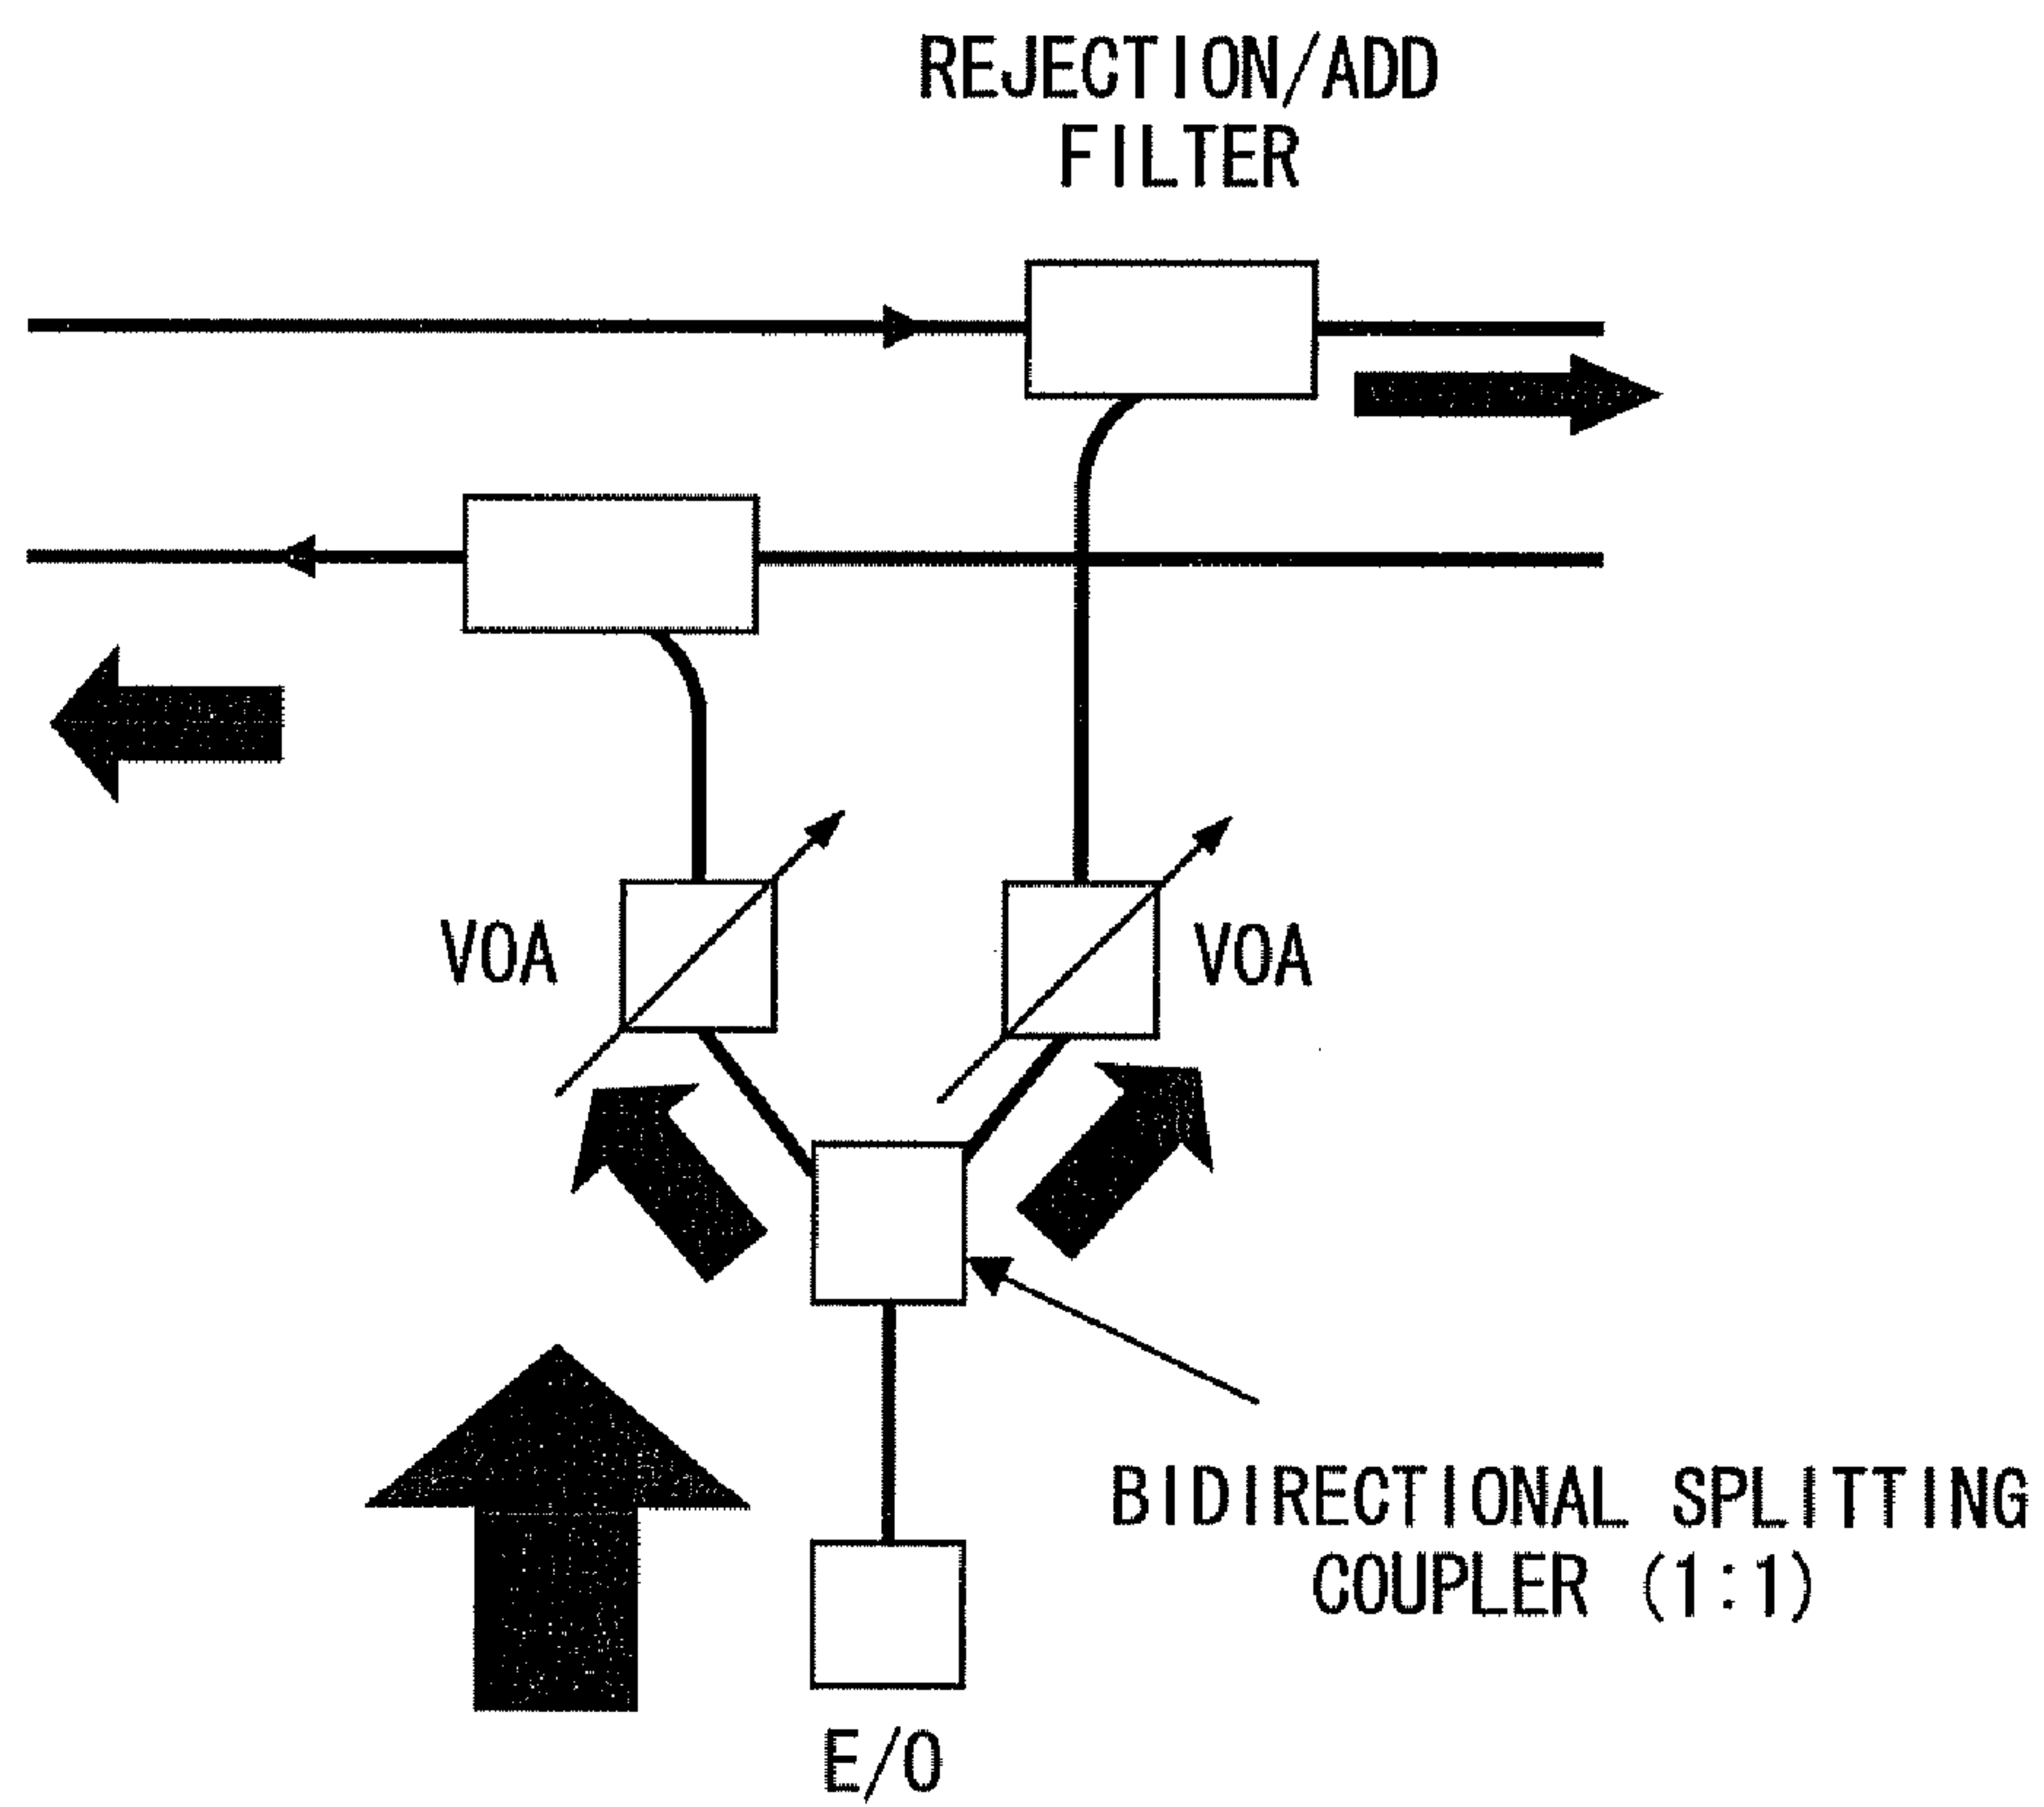 REJECTION/ADD
FILTER
VOA
VOA
BIDIRECTIONAL SPLITTING
COUPLER (1:1)
E/O